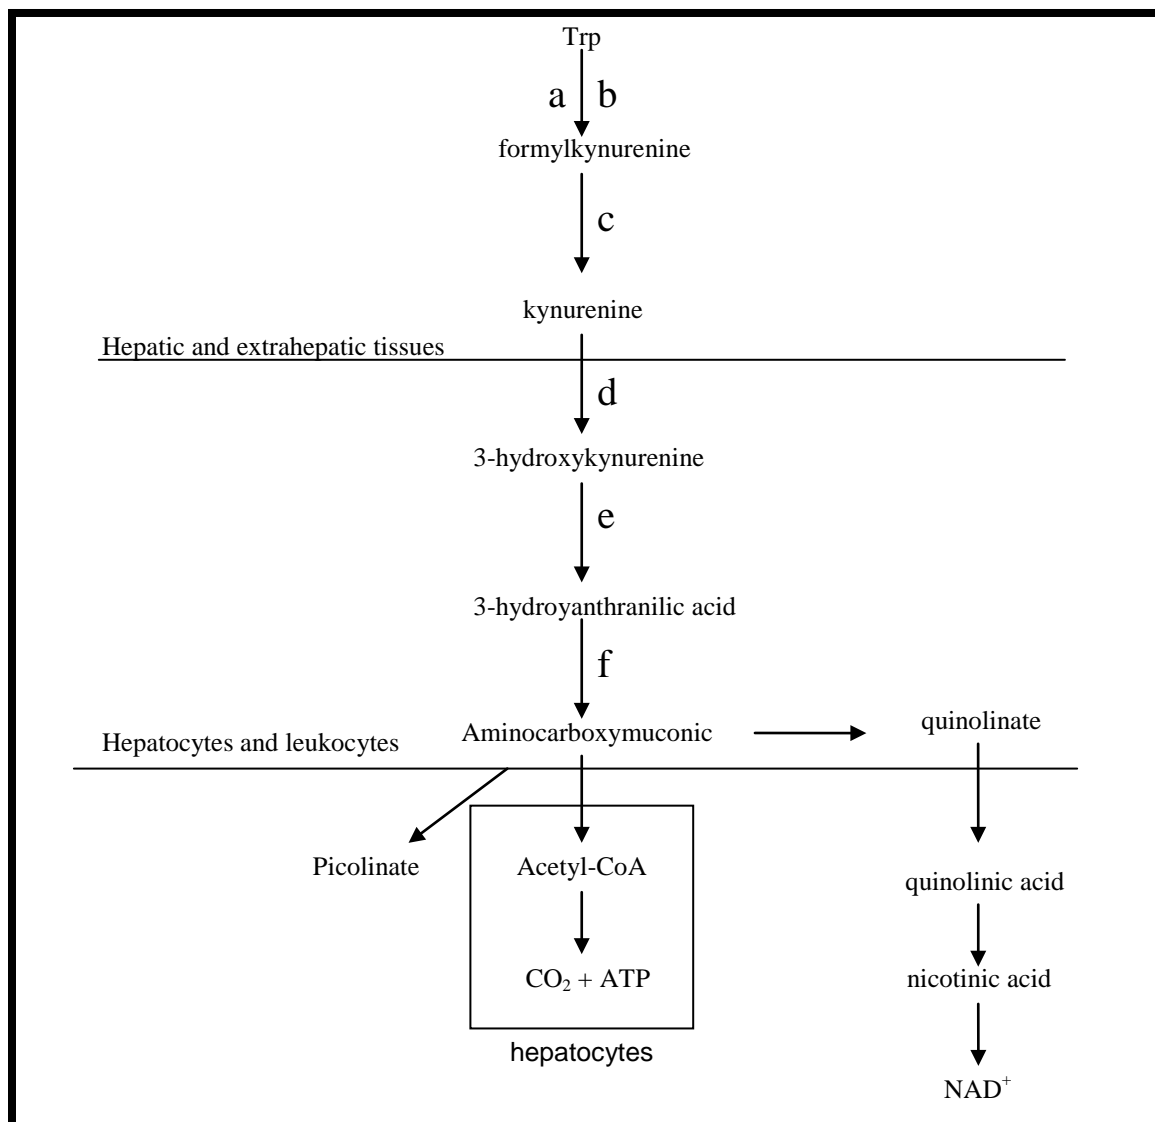 Trp
a b
formylkynurenine
c
kynurenine
Hepatic and extrahepatic tissues
d
3-hydroxykynurenine
e
3-hydroyanthranilic acid
f
Aminocarboxymuconic
quinolinate
Hepatocytes and leukocytes
Picolinate
Acetyl-CoA
quinolinic acid
CO₂ + ATP
nicotinic acid
hepatocytes
NAD⁺